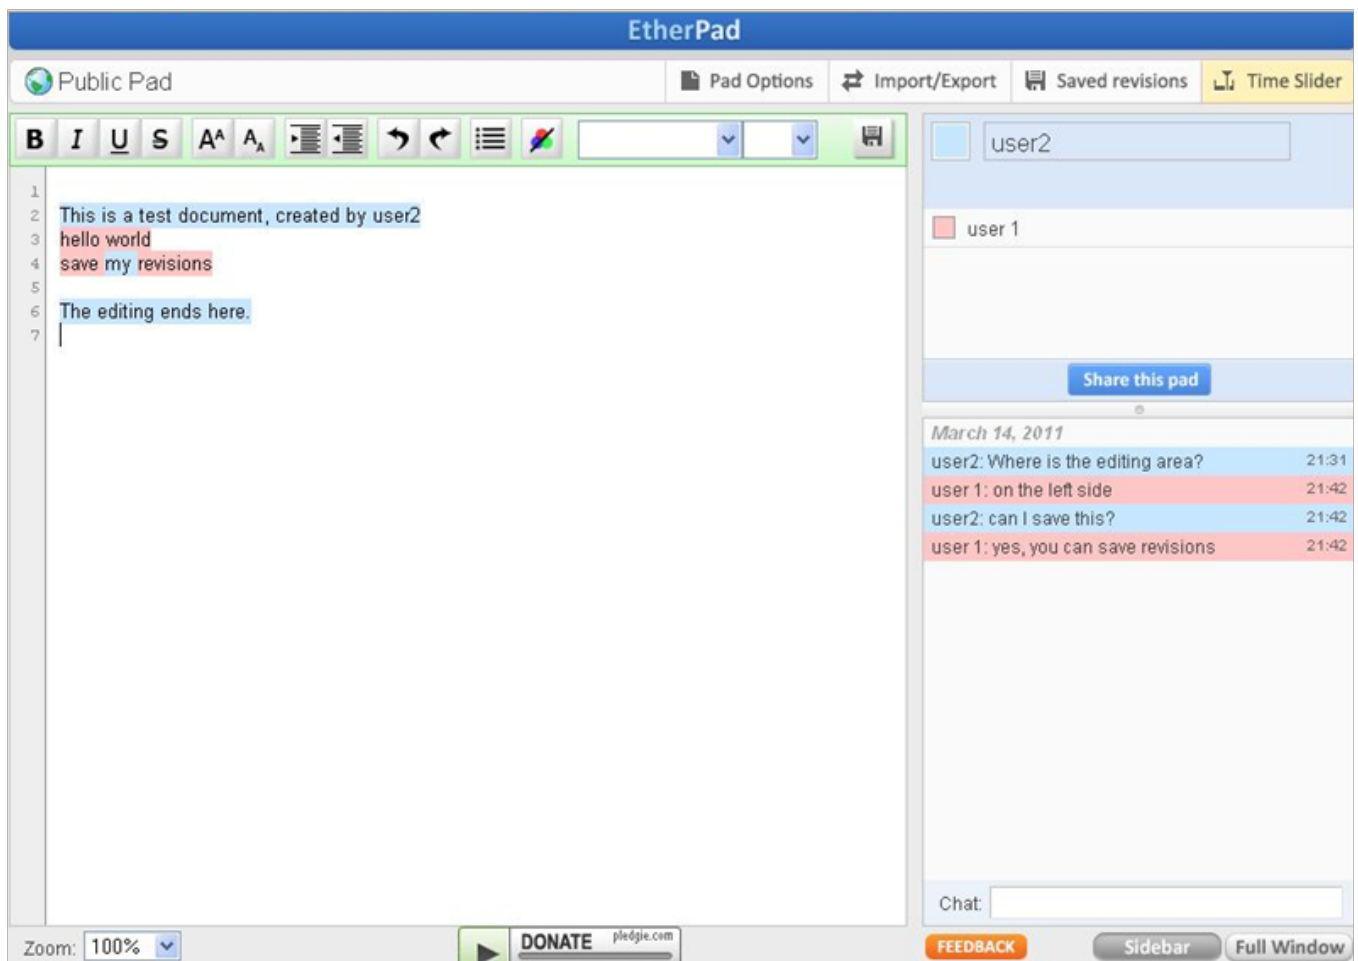 EtherPad
Public Pad
Pad Options
Import/Export
Saved revisions
Time Slider
B I U S AA AA
user2
1
2 This is a test document, created by user2
3 hello world
4 save my revisions
5
6 The editing ends here.
7
user 1
Share this pad
March 14, 2011
user2: Where is the editing area? 21:31
user 1: on the left side 21:42
user2: can I save this? 21:42
user 1: yes, you can save revisions 21:42
Chat:
Zoom: 100%
DONATE pledgie.com
FEEDBACK
Sidebar
Full Window